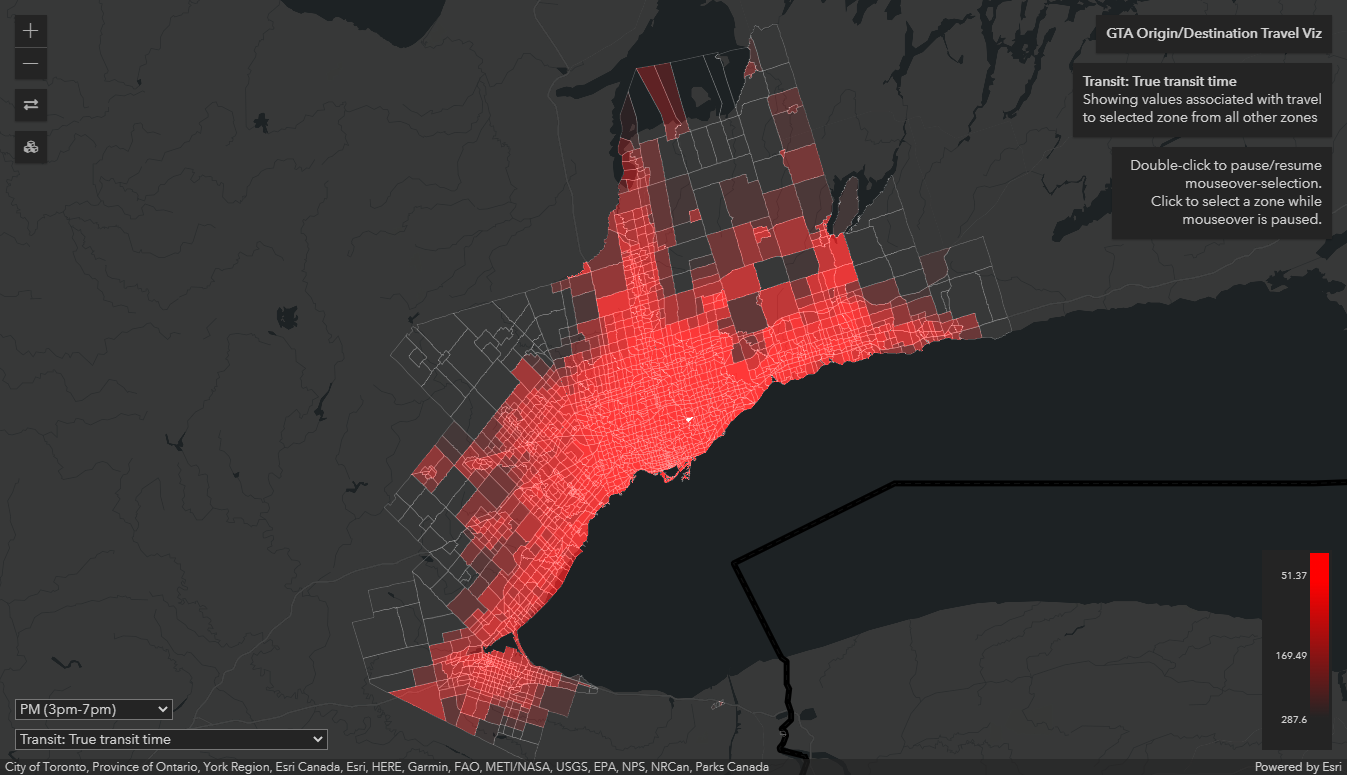 GTA Origin/Destination Travel Viz
Transit: True transit time
Showing values associated with travel
to selected zone from all other zones
Double-click to pause/resume
mouseover-selection.
Click to select a zone while
mouseover is paused.
51.37
169.49
287.6
PM (3pm-7pm)
Transit: True transit time
City of Toronto, Province of Ontario, York Region, Esri Canada, Esri, HERE, Garmin, FAO, METI/NASA, USGS, EPA, NPS, NRCan, Parks Canada
Powered by Esri